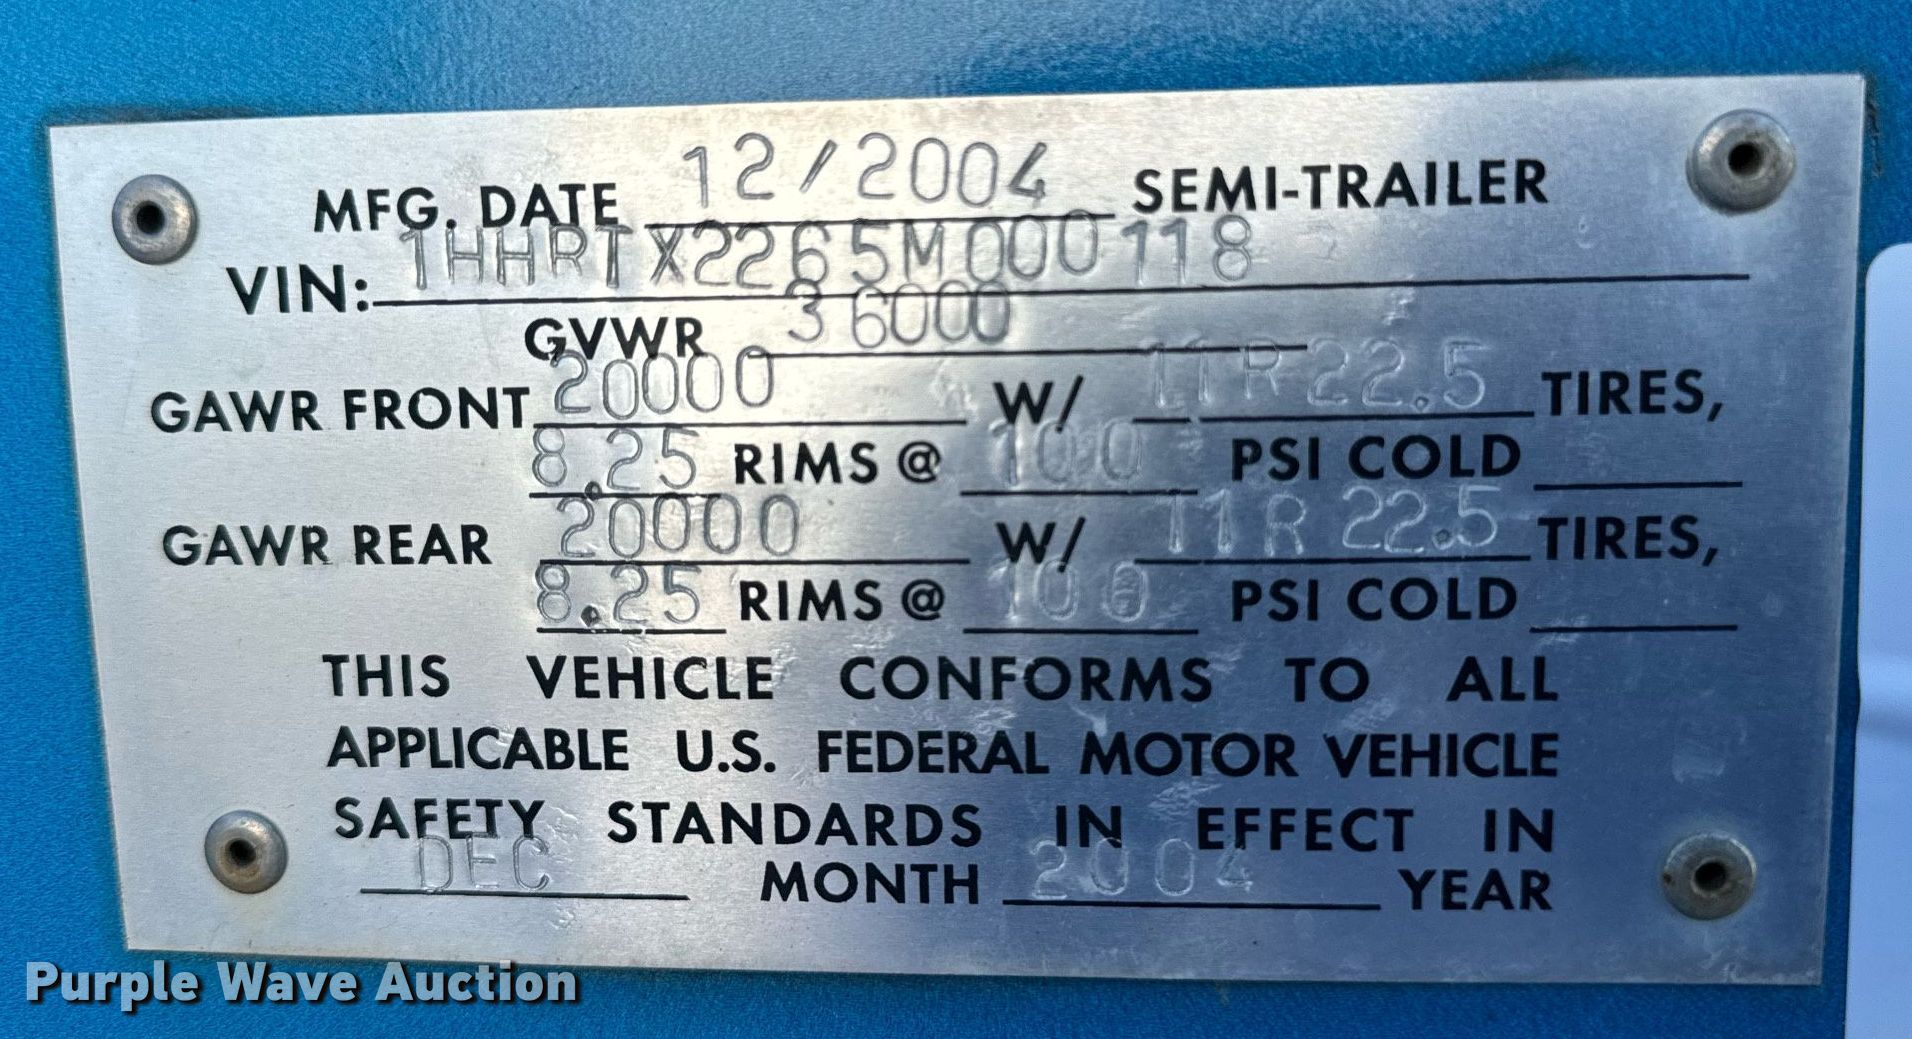 MFG. DATE 12/2004 SEMI-TRAILER
VIN: 1HHRTX2265M000118
GVWR 36000
GAWR FRONT 20000 W/ 11R22.5 TIRES,
8.25 RIMS @ 100 PSI COLD
GAWR REAR 20000 W/ 11R22.5 TIRES,
8.25 RIMS @ 100 PSI COLD
THIS VEHICLE CONFORMS TO ALL
APPLICABLE U.S. FEDERAL MOTOR VEHICLE
SAFETY STANDARDS IN EFFECT IN
DEC MONTH 2004 YEAR
Purple Wave Auction